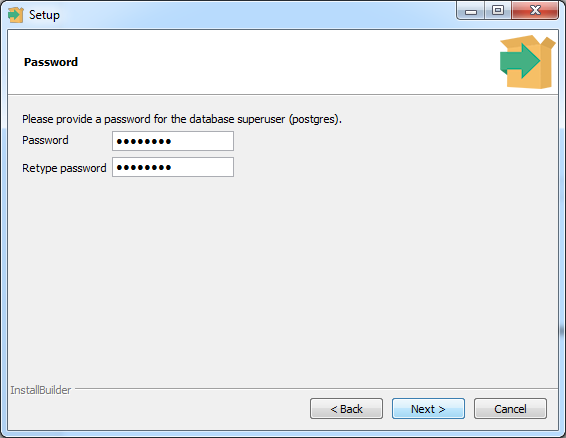 Setup
Password
Please provide a password for the database superuser (postgres).
Password ••••••••
Retype password ••••••••
InstallBuilder
< Back Next > Cancel